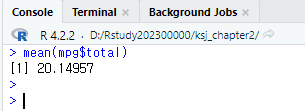 Console Terminal × Background Jobs ×
R 4.2.2 · D:/Rstudy202300000/ksj_chapter2/
> mean(mpg$total)
[1] 20.14957
>
>